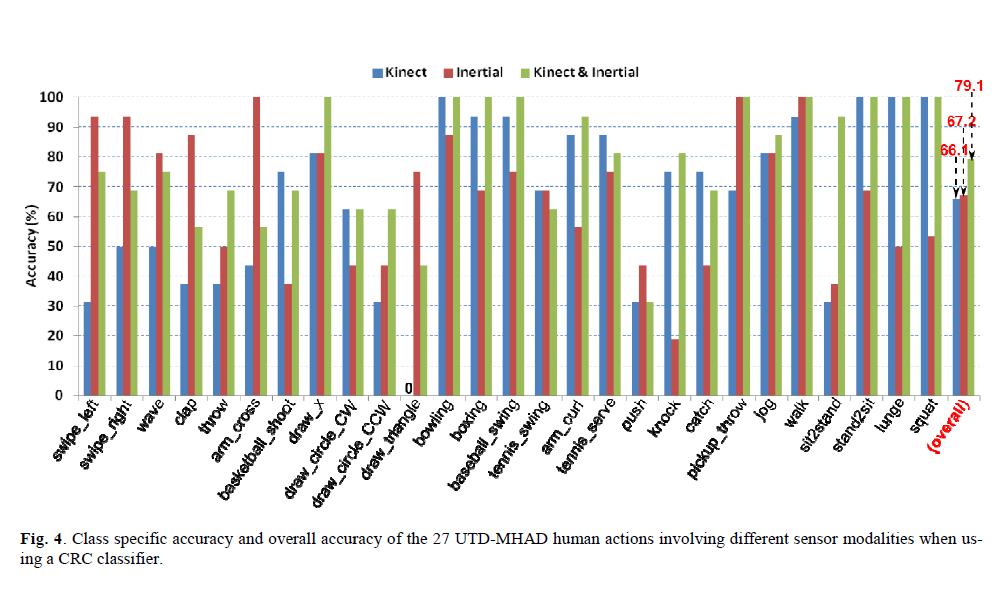 Kinect Inertial Kinect & Inertial
79.1
67.2
66.1
100
90
80
70
60
50
40
30
20
10
0
Accuracy (%)
0
swipe_left
swipe_right
wave
clap
throw
arm_cross
basketball_shoot
draw_x
draw_circle_CW
draw_circle_CCW
draw_triangle
bowling
boxing
baseball_swing
tennis_swing
arm_curl
tennis_serve
push
knock
catch
pickup_throw
jog
walk
sit2stand
stand2sit
lunge
squat
(overall)
Fig. 4. Class specific accuracy and overall accuracy of the 27 UTD-MHAD human actions involving different sensor modalities when us-
ing a CRC classifier.